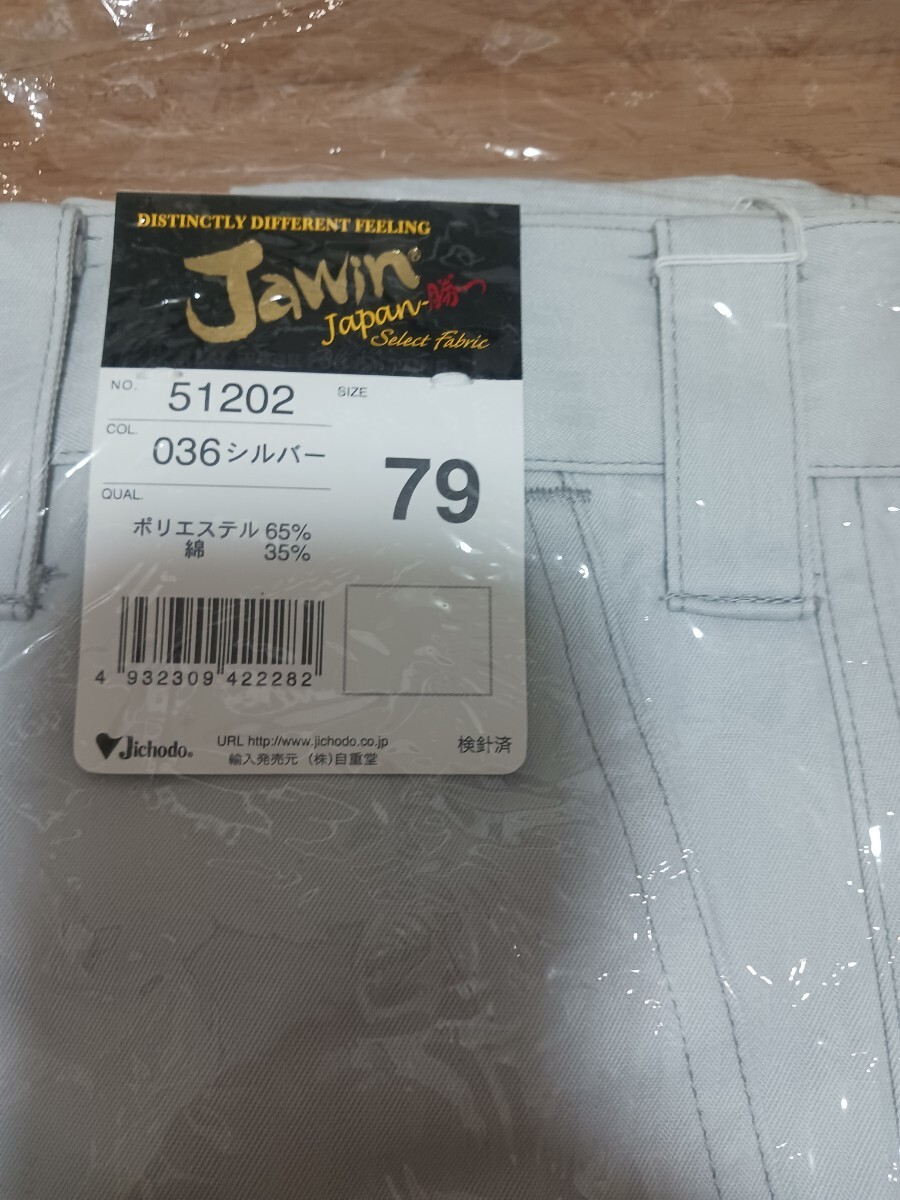 DISTINCTLY DIFFERENT FEELING
Jawin®
Japan-勝つ
Select Fabric
NO. 51202
SIZE 79
COL. 036シルバー
QUAL.
ポリエステル 65%
綿 35%
4 932309 422282
Jichodo®
URL http://www.jichodo.co.jp
輸入発売元 (株)自重堂
検針済